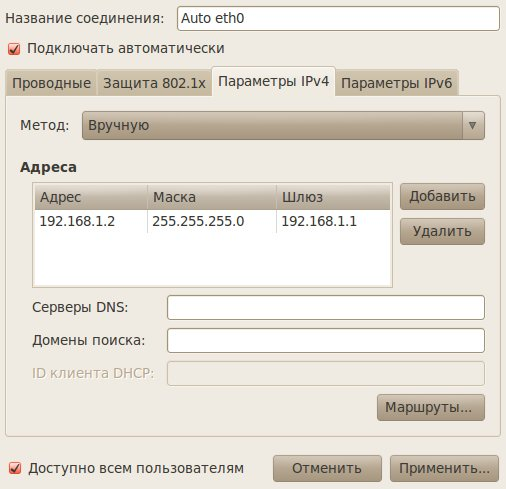 Название соединения: Auto eth0
Подключать автоматически
Проводные Защита 802.1x Параметры IPv4 Параметры IPv6
Метод: Вручную
Адреса
Адрес Маска Шлюз Добавить
192.168.1.2 255.255.255.0 192.168.1.1 Удалить
Серверы DNS:
Домены поиска:
ID клиента DHCP:
Маршруты...
Доступно всем пользователям Отменить Применить...